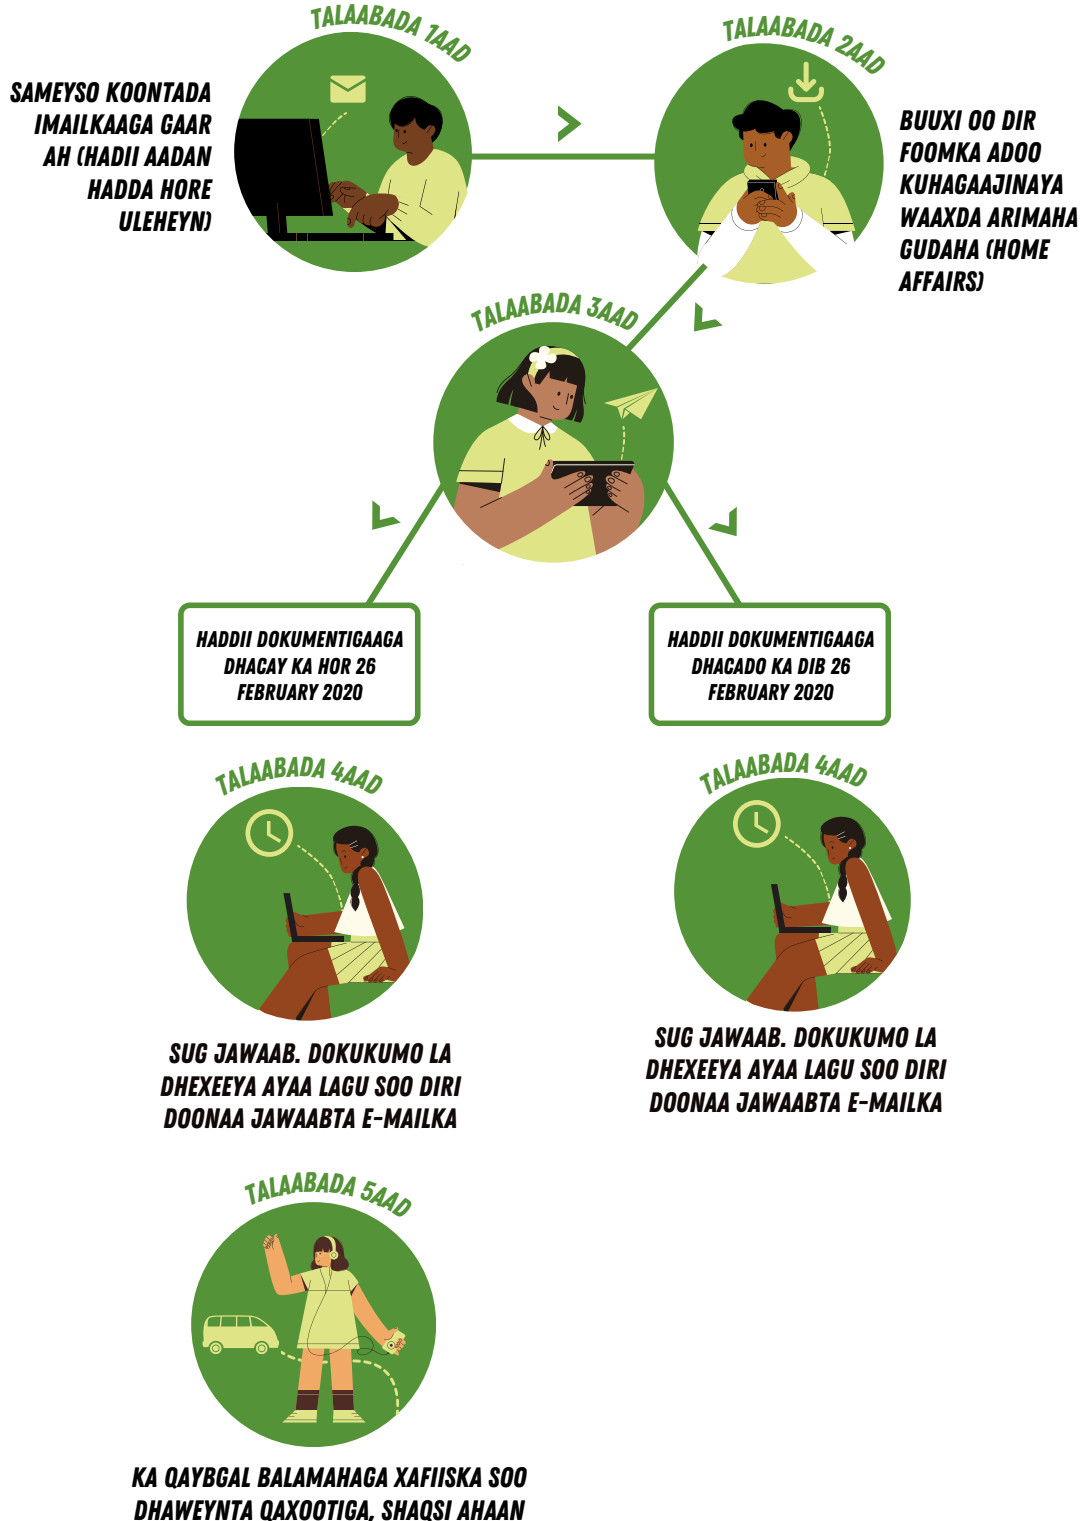 TALAABADA 1AAD
SAMEYSO KOONTADA
IMAILKAAGA GAAR
AH (HADII AADAN
HADDA HORE
ULEHEYN)
TALAABADA 2AAD
BUUXI OO DIR
FOOMKA ADOO
KUHAGAAJINAYA
WAAXDA ARIMAHA
GUDAHA (HOME
AFFAIRS)
TALAABADA 3AAD
HADDII DOKUMENTIGAAGA
DHACAY KA HOR 26
FEBRUARY 2020
HADDII DOKUMENTIGAAGA
DHACADO KA DIB 26
FEBRUARY 2020
TALAABADA 4AAD
SUG JAWAAB. DOKUKUMO LA
DHEXEEYA AYAA LAGU SOO DIRI
DOONAA JAWAABTA E-MAILKA
TALAABADA 4AAD
SUG JAWAAB. DOKUKUMO LA
DHEXEEYA AYAA LAGU SOO DIRI
DOONAA JAWAABTA E-MAILKA
TALAABADA 5AAD
KA QAYBGAL BALAMAHAGA XAFIISKA SOO
DHAWEYNTA QAXOOTIGA, SHAQSI AHAAN